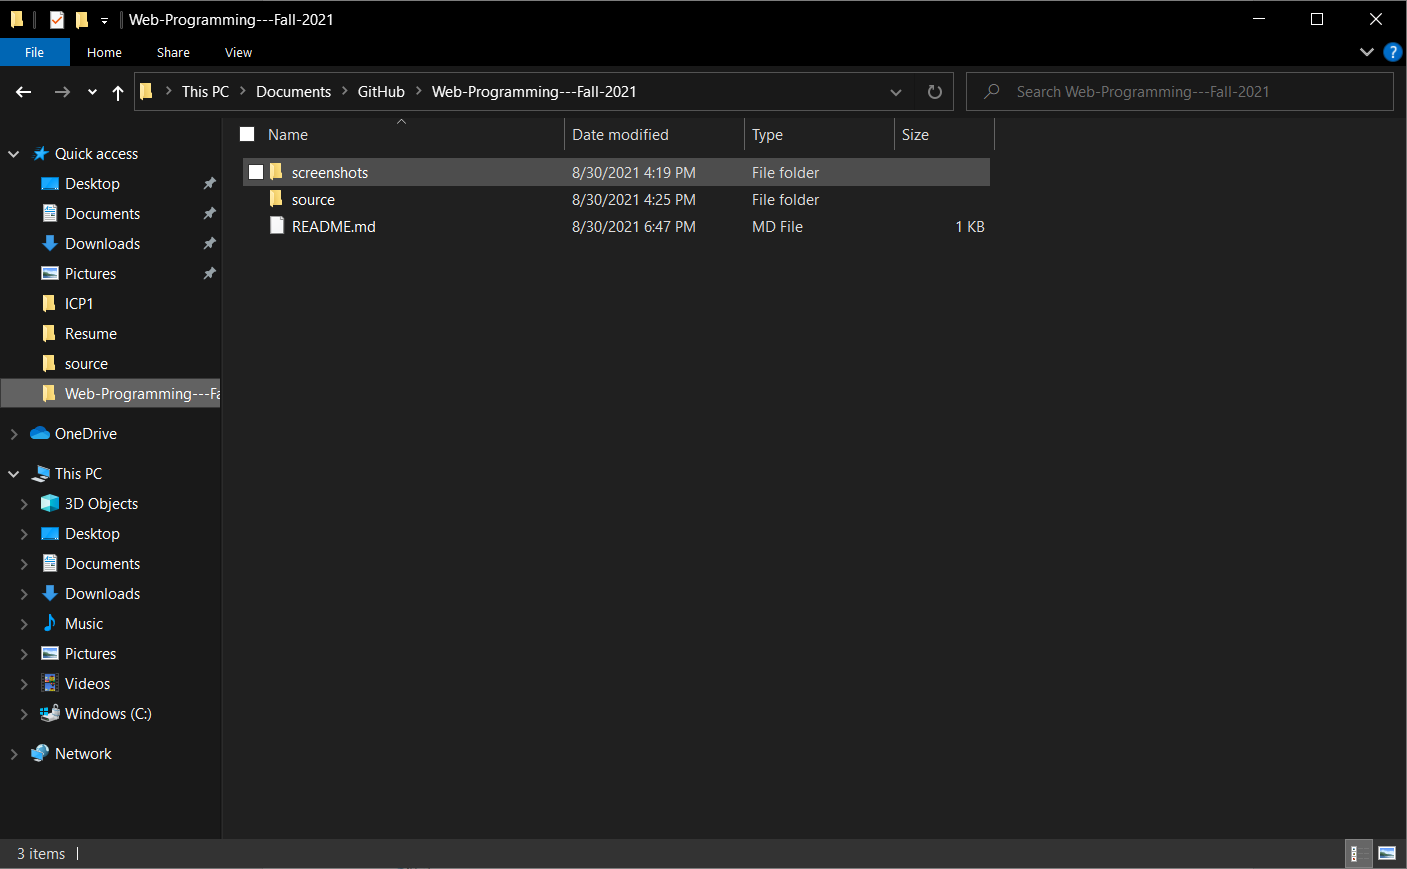 Web-Programming---Fall-2021
File Home Share View
?
This PC Documents GitHub Web-Programming---Fall-2021
Search Web-Programming---Fall-2021
Name Date modified Type Size
screenshots 8/30/2021 4:19 PM File folder
source 8/30/2021 4:25 PM File folder
README.md 8/30/2021 6:47 PM MD File 1 KB
Quick access
Desktop
Documents
Downloads
Pictures
ICP1
Resume
source
Web-Programming---Fa
OneDrive
This PC
3D Objects
Desktop
Documents
Downloads
Music
Pictures
Videos
Windows (C:)
Network
3 items